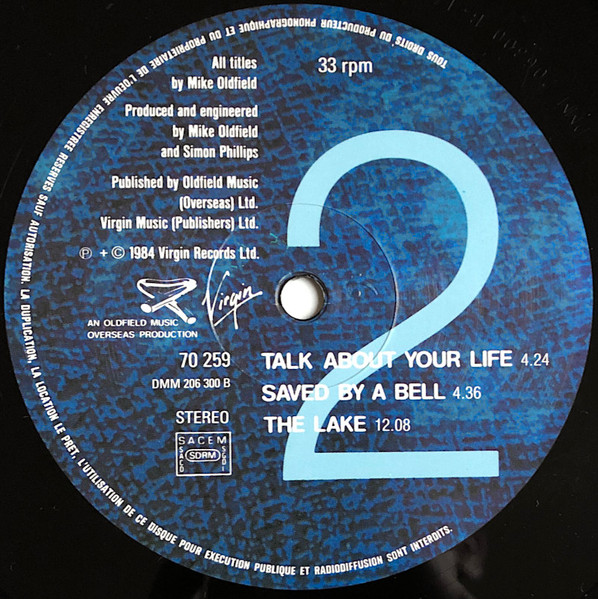 TOUS DROITS DU PRODUCTEUR PHONOGRAPHIQUE ET DU PROPRIETAIRE DE L'OEUVRE ENREGISTREE RESERVES SAUF AUTORISATION. LA DUPLICATION, LA LOCATION LE PRET, L'UTILISATION DE CE DISQUE POUR EXECUTION PUBLIQUE ET RADIODIFFUSION SONT INTERDITS.
All titles
by Mike Oldfield
33 rpm
Produced and engineered
by Mike Oldfield
and Simon Phillips
Published by Oldfield Music
(Overseas) Ltd.
Virgin Music (Publishers) Ltd.
℗ + © 1984 Virgin Records Ltd.
2
Virgin
AN OLDFIELD MUSIC
OVERSEAS PRODUCTION
70 259
DMM 206 300 B
STEREO
SACEM
SDRM
TALK ABOUT YOUR LIFE 4.24
SAVED BY A BELL 4.36
THE LAKE 12.08